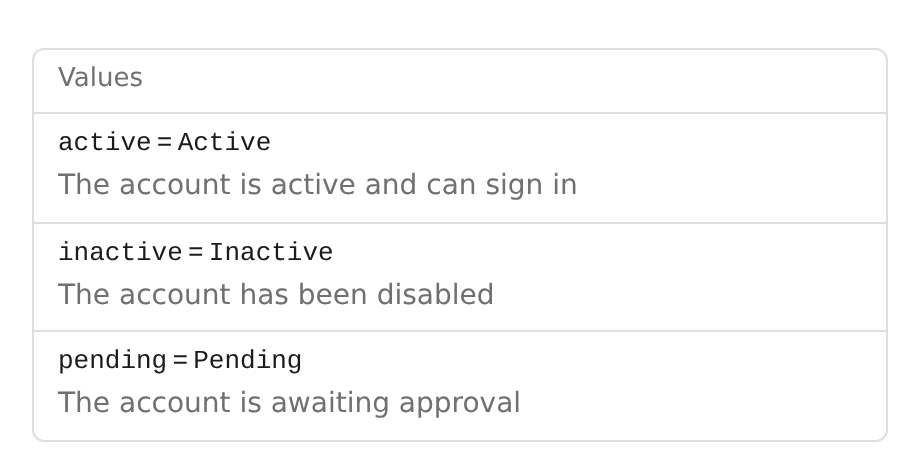 Values
active = Active
The account is active and can sign in
inactive = Inactive
The account has been disabled
pending = Pending
The account is awaiting approval